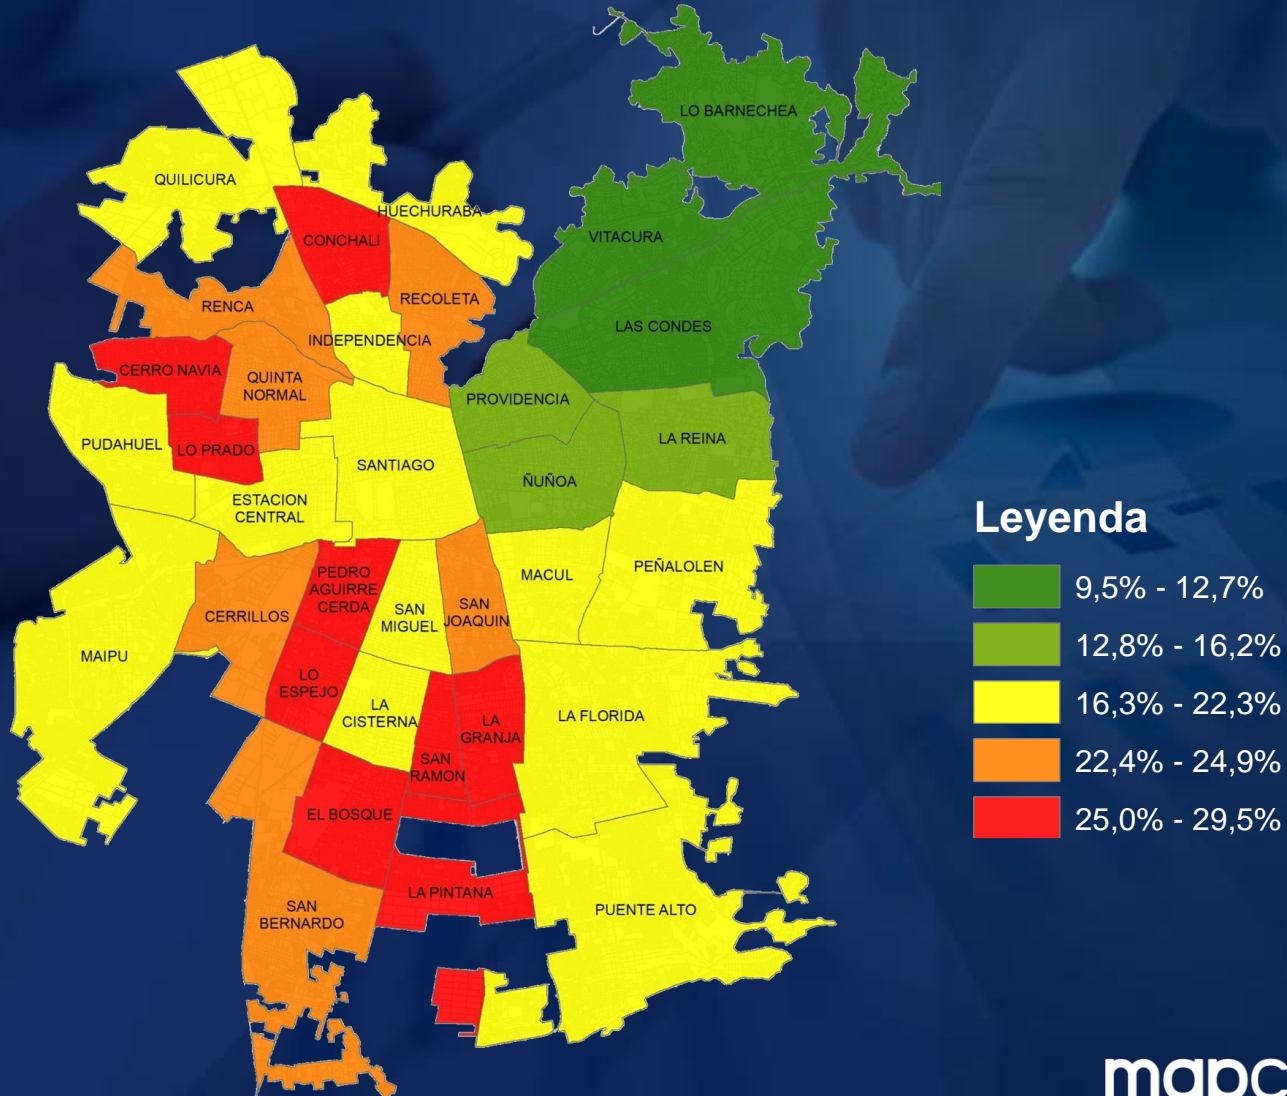 LO BARNECHEA
QUILICURA
HUECHURABA
VITACURA
CONCHALI
RECOLETA
RENCA
LAS CONDES
INDEPENDENCIA
CERRO NAVIA
QUINTA
NORMAL
PROVIDENCIA
PUDAHUEL
LO PRADO
LA REINA
SANTIAGO
ÑUÑOA
ESTACION
CENTRAL
PEDRO
AGUIRRE
CERDA
MACUL
PEÑALOLEN
CERRILLOS
SAN
MIGUEL
SAN
JOAQUIN
MAIPU
LO
ESPEJO
LA
CISTERNA
LA
GRANJA
LA FLORIDA
SAN
RAMON
EL BOSQUE
LA PINTANA
SAN
BERNARDO
PUENTE ALTO
Leyenda
9,5% - 12,7%
12,8% - 16,2%
16,3% - 22,3%
22,4% - 24,9%
25,0% - 29,5%